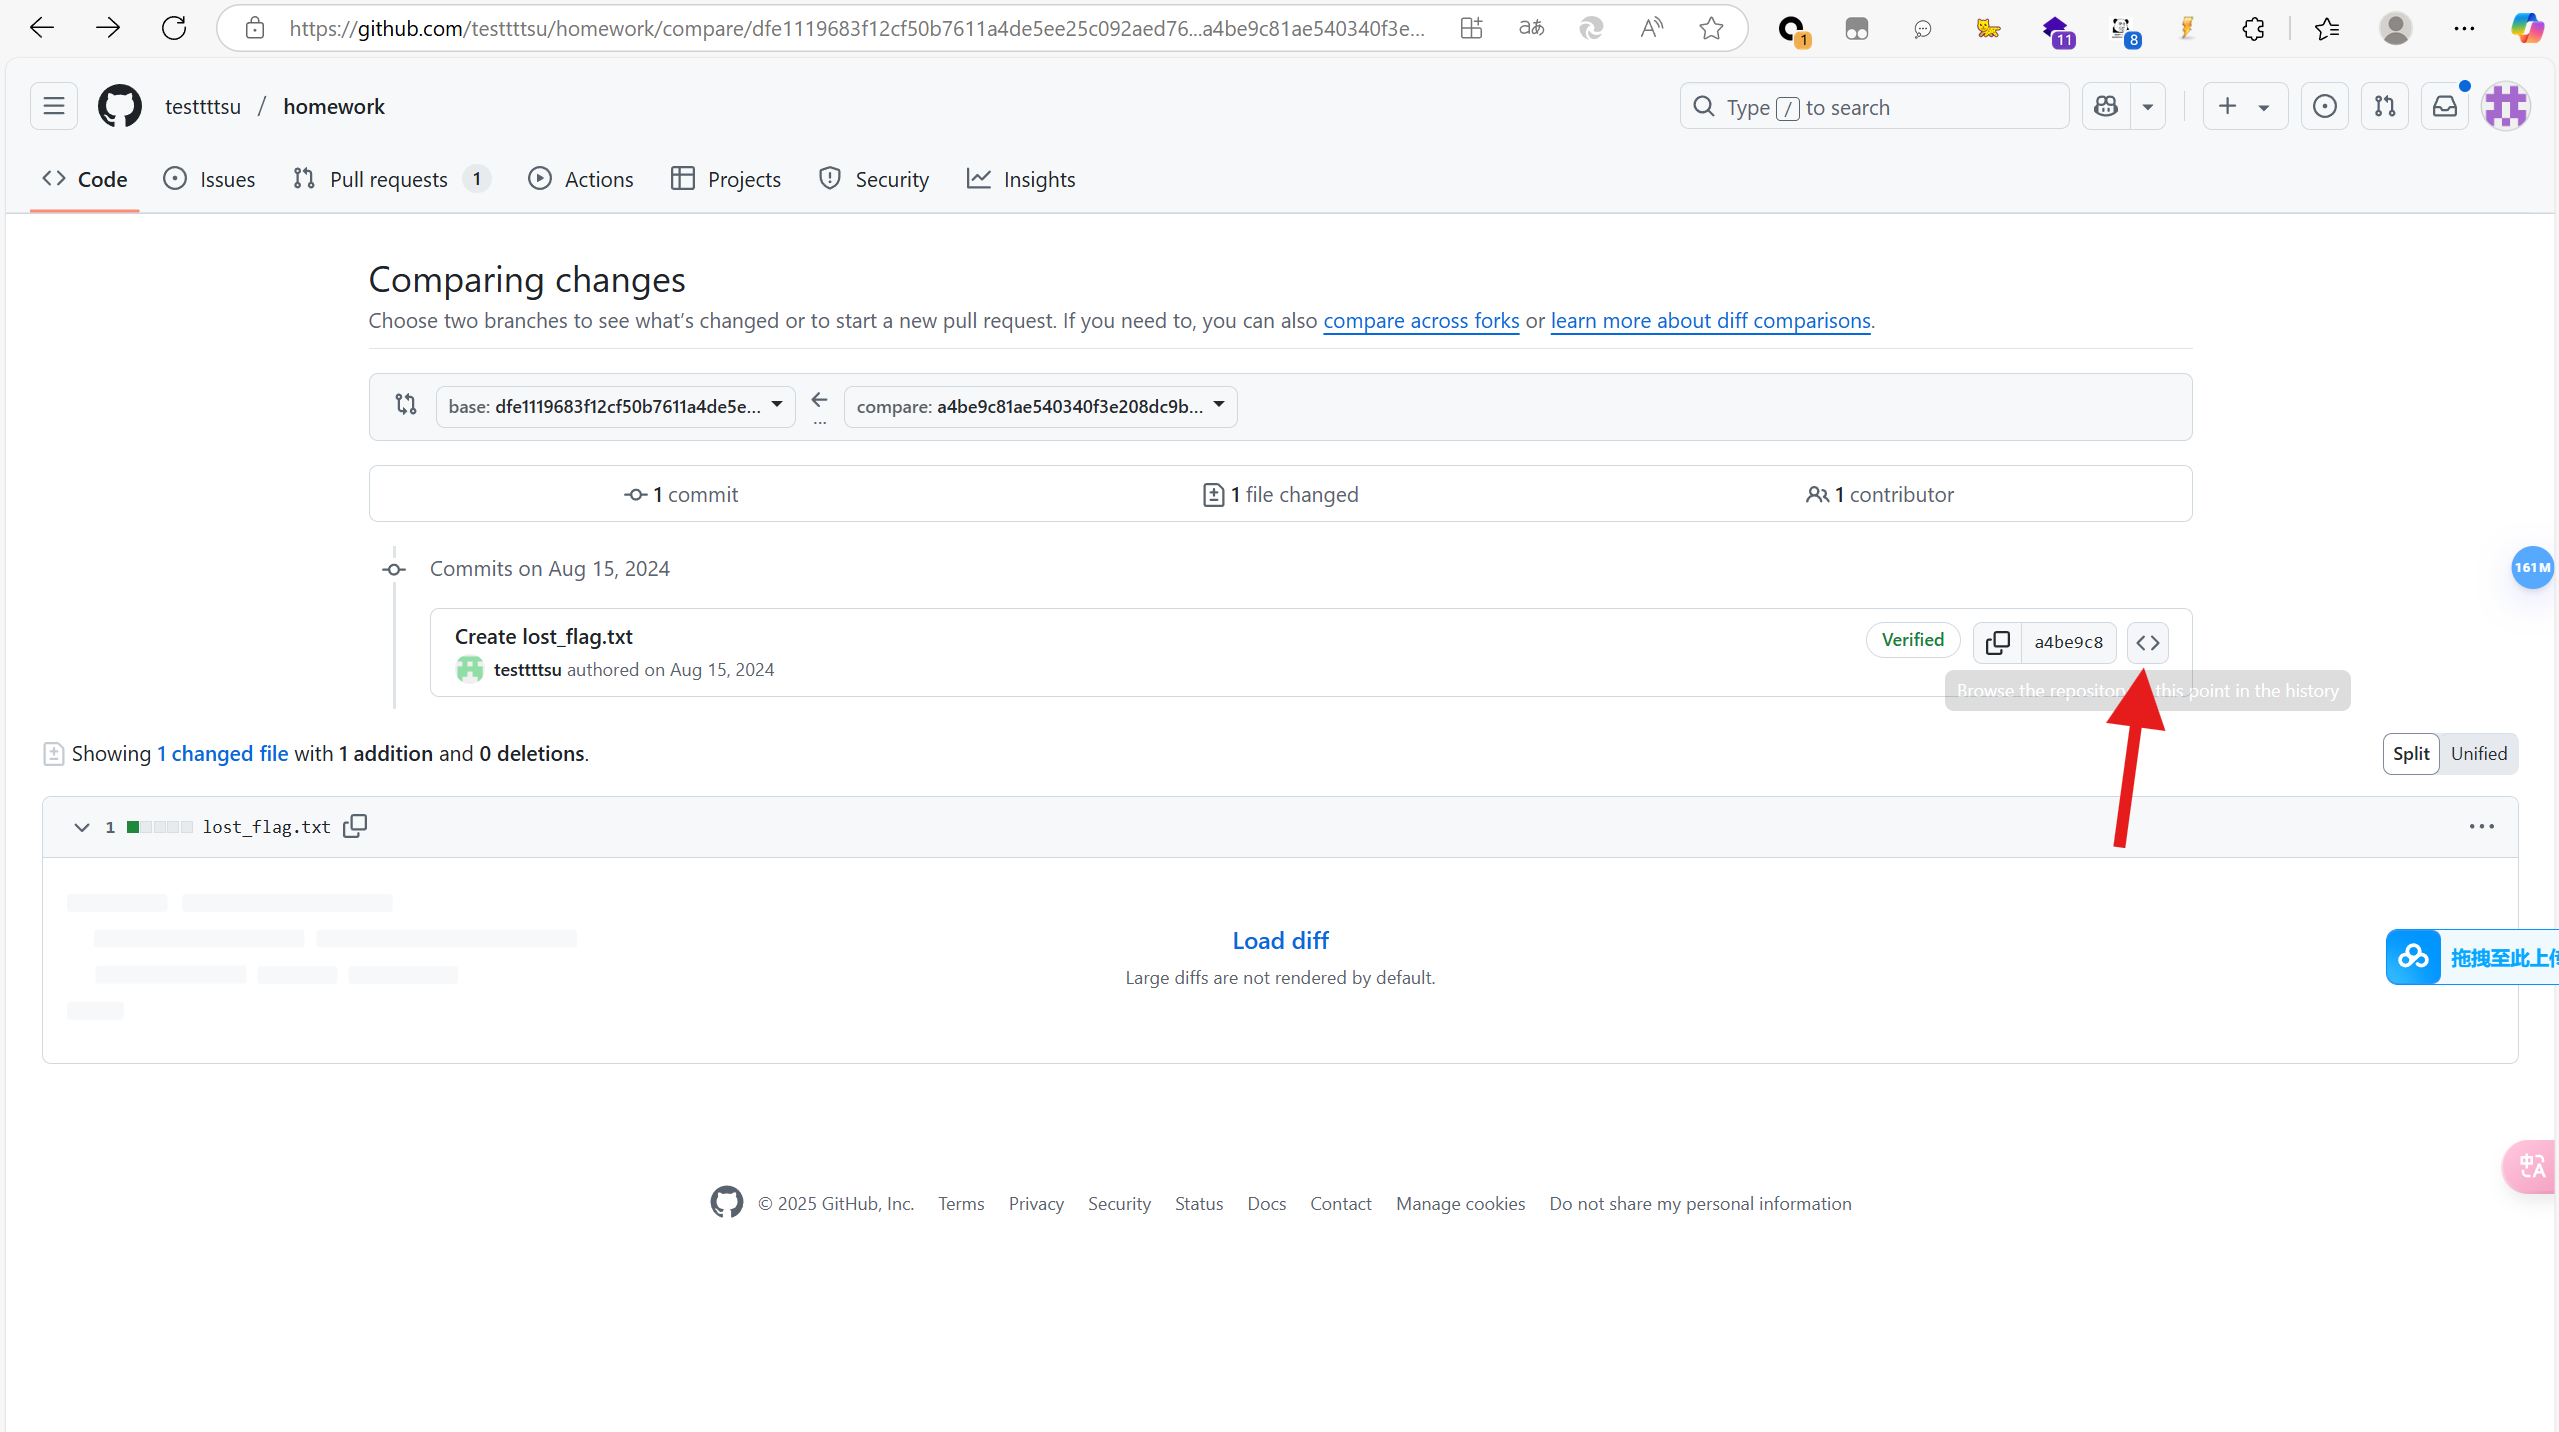 https://github.com/testtttsu/homework/compare/dfe1119683f12cf50b7611a4de5ee25c092aed76...a4be9c81ae540340f3e...
1
11
8
testtttsu / homework
Type / to search
Code
Issues
Pull requests 1
Actions
Projects
Security
Insights
Comparing changes
Choose two branches to see what's changed or to start a new pull request. If you need to, you can also compare across forks or learn more about diff comparisons.
base: dfe1119683f12cf50b7611a4de5e...
...
compare: a4be9c81ae540340f3e208dc9b...
1 commit
1 file changed
1 contributor
Commits on Aug 15, 2024
161M
Create lost_flag.txt
testtttsu authored on Aug 15, 2024
Verified
a4be9c8
Browse the repository this point in the history
Showing 1 changed file with 1 addition and 0 deletions.
Split
Unified
1 lost_flag.txt
Load diff
Large diffs are not rendered by default.
拖拽至此上
© 2025 GitHub, Inc. Terms Privacy Security Status Docs Contact Manage cookies Do not share my personal information